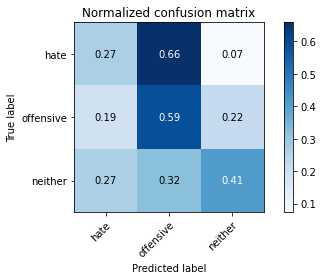 Normalized confusion matrix
True label
hate 0.27 0.66 0.07
offensive 0.19 0.59 0.22
neither 0.27 0.32 0.41
hate offensive neither
Predicted label
0.6
0.5
0.4
0.3
0.2
0.1